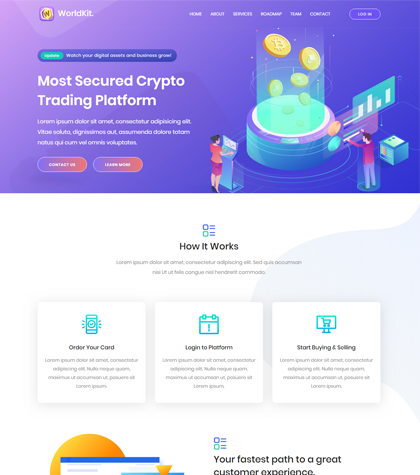 WorldKit.
HOME ABOUT SERVICES ROADMAP TEAM CONTACT LOG IN
Update Watch your digital assets and business grow!
Most Secured Crypto
Trading Platform
Lorem ipsum dolor sit amet, consectetur adipisicing elit.
Vitae soluta, dignissimos aut, assumenda dolore totam
natus qui cum vel omnis voluptates.
CONTACT US LEARN MORE
How It Works
Lorem ipsum dolor sit amet, consectetur adipiscing elit. Sed quis accumsan
nisi Ut ut felis congue nisl hendrerit commodo.
Order Your Card
Lorem ipsum dolor sit amet, consectetur
adipiscing elit. Nulla neque quam,
maximus ut accumsan ut, posuere sit
Lorem ipsum.
Login to Platform
Lorem ipsum dolor sit amet, consectetur
adipiscing elit. Nulla neque quam,
maximus ut accumsan ut, posuere sit
Lorem ipsum.
Start Buying & Selling
Lorem ipsum dolor sit amet, consectetur
adipiscing elit. Nulla neque quam,
maximus ut accumsan ut, posuere sit
Lorem ipsum.
Your fastest path to a great
customer experience.